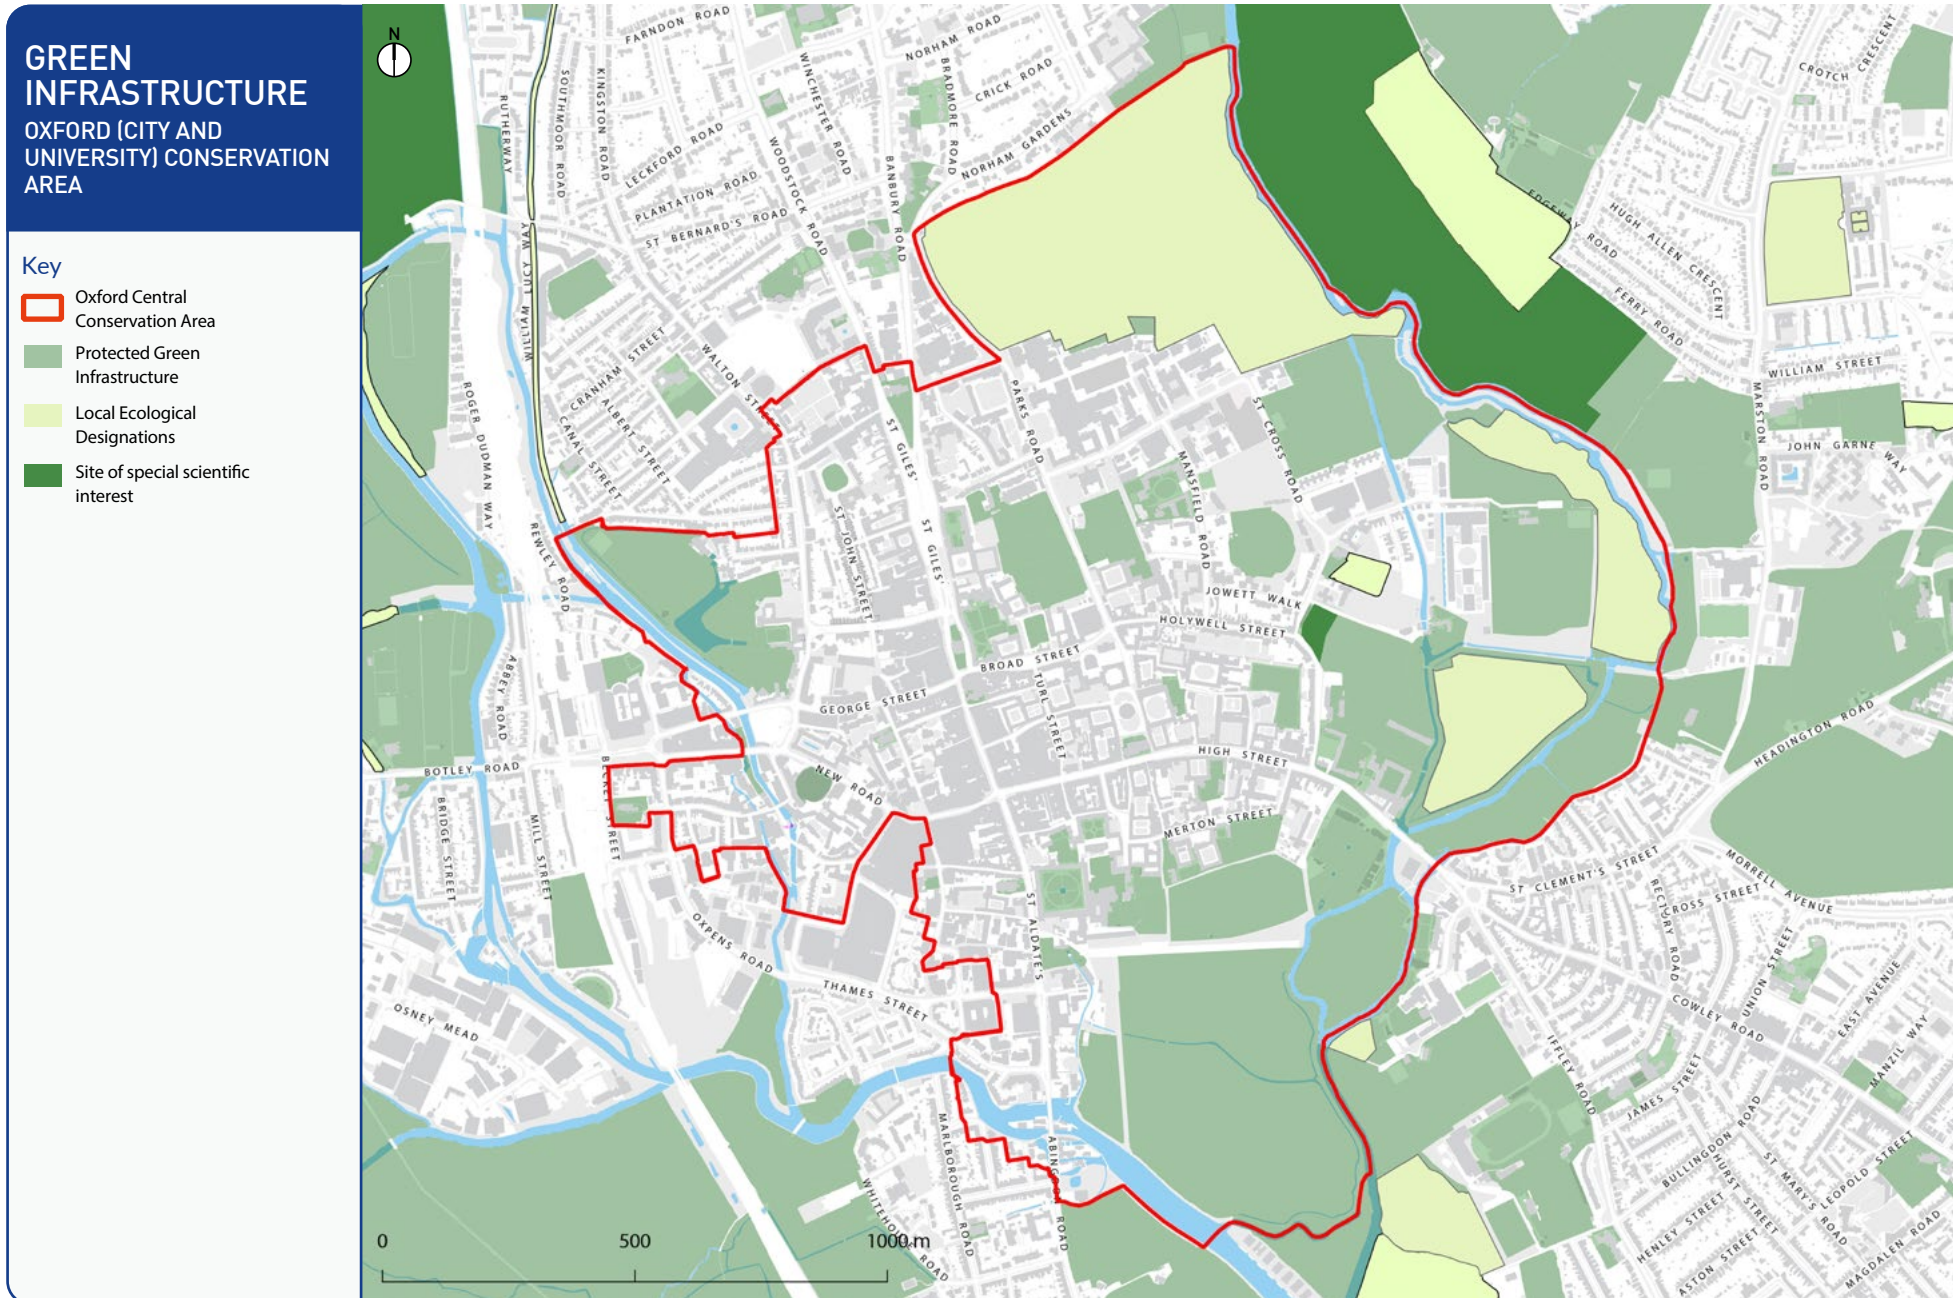 GREEN
INFRASTRUCTURE
OXFORD (CITY AND
UNIVERSITY) CONSERVATION
AREA
Key
Oxford Central
Conservation Area
Protected Green
Infrastructure
Local Ecological
Designations
Site of special scientific
interest
N
FARNDON ROAD
NORHAM ROAD
CRICK ROAD
BRADMORE ROAD
WINCHESTER ROAD
KINGSTON ROAD
SOUTHMOOR ROAD
RUTHERWAY
LECKFORD ROAD
WOODSTOCK ROAD
NORHAM GARDENS
BANBURY ROAD
PLANTATION ROAD
ST BERNARD'S ROAD
WILLIAM LUCY WAY
CROTCH CRESCENT
EDGEWAY ROAD
HUGH ALLEN CRESCENT
FERRY ROAD
WILLIAM STREET
MARSTON ROAD
JOHN GARNE WAY
CRANHAM STREET
WALTON STREET
ALBERT STREET
CANAL STREET
ROGER DUDMAN WAY
REWLEY ROAD
ST GILES'
ST GILES'
ST JOHN STREET
PARKS ROAD
MANSFIELD ROAD
ST CROSS ROAD
JOWETT WALK
HOLYWELL STREET
BROAD STREET
TURL STREET
GEORGE STREET
ABBEY ROAD
HIGH STREET
HEADINGTON ROAD
BOTLEY ROAD
BECKET STREET
NEW ROAD
BRIDGE STREET
MILL STREET
MERTON STREET
ST CLEMENT'S STREET
MORRELL AVENUE
CROSS STREET
RECTORY ROAD
UNION STREET
EAST AVENUE
ST ALDATE'S
OXPENS ROAD
THAMES STREET
OSNEY MEAD
COWLEY ROAD
MANZIL WAY
IFFLEY ROAD
JAMES STREET
BULLINGDON ROAD
HURST STREET
ST MARY'S ROAD
LEOPOLD STREET
HENLEY STREET
ASTON STREET
MAGDALEN ROAD
MARLBOROUGH ROAD
ABINGDON ROAD
WHITEHOUSE ROAD
0 500 1000 m